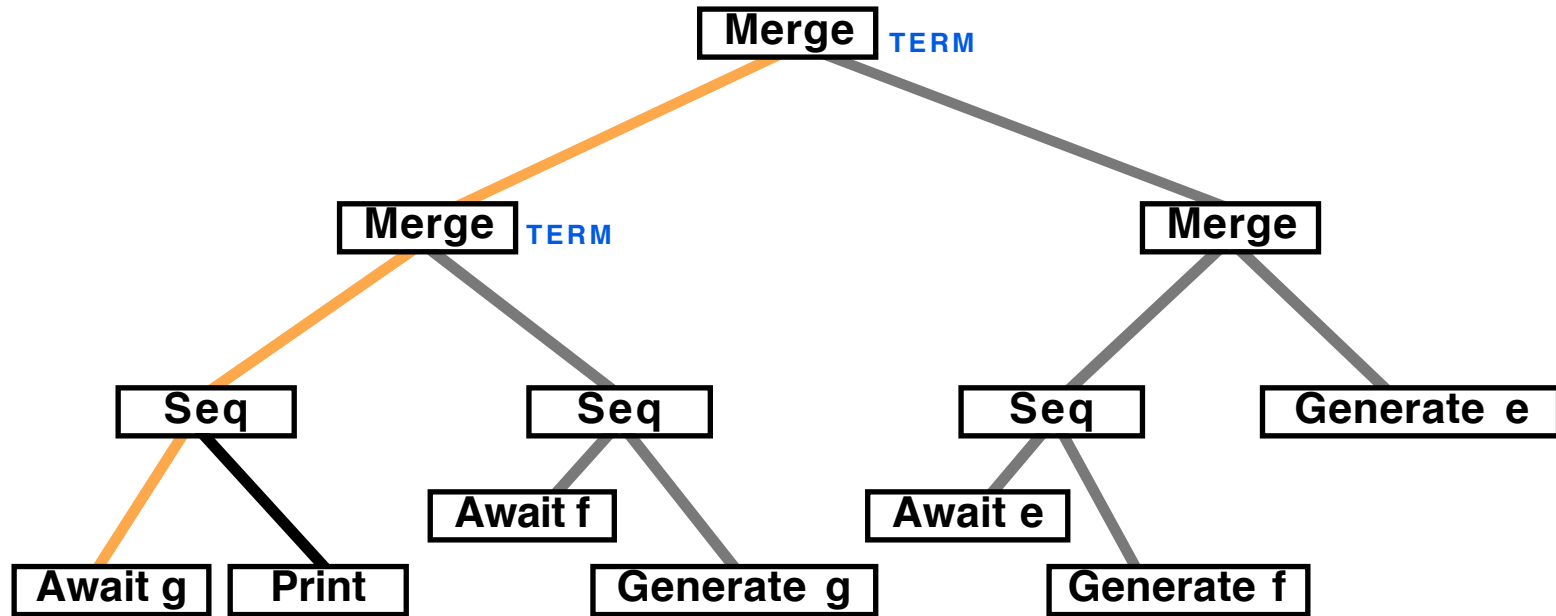 Merge
TERM
Merge
TERM
Merge
Seq
Seq
Seq
Generate e
Await f
Await e
Await g
Print
Generate g
Generate f